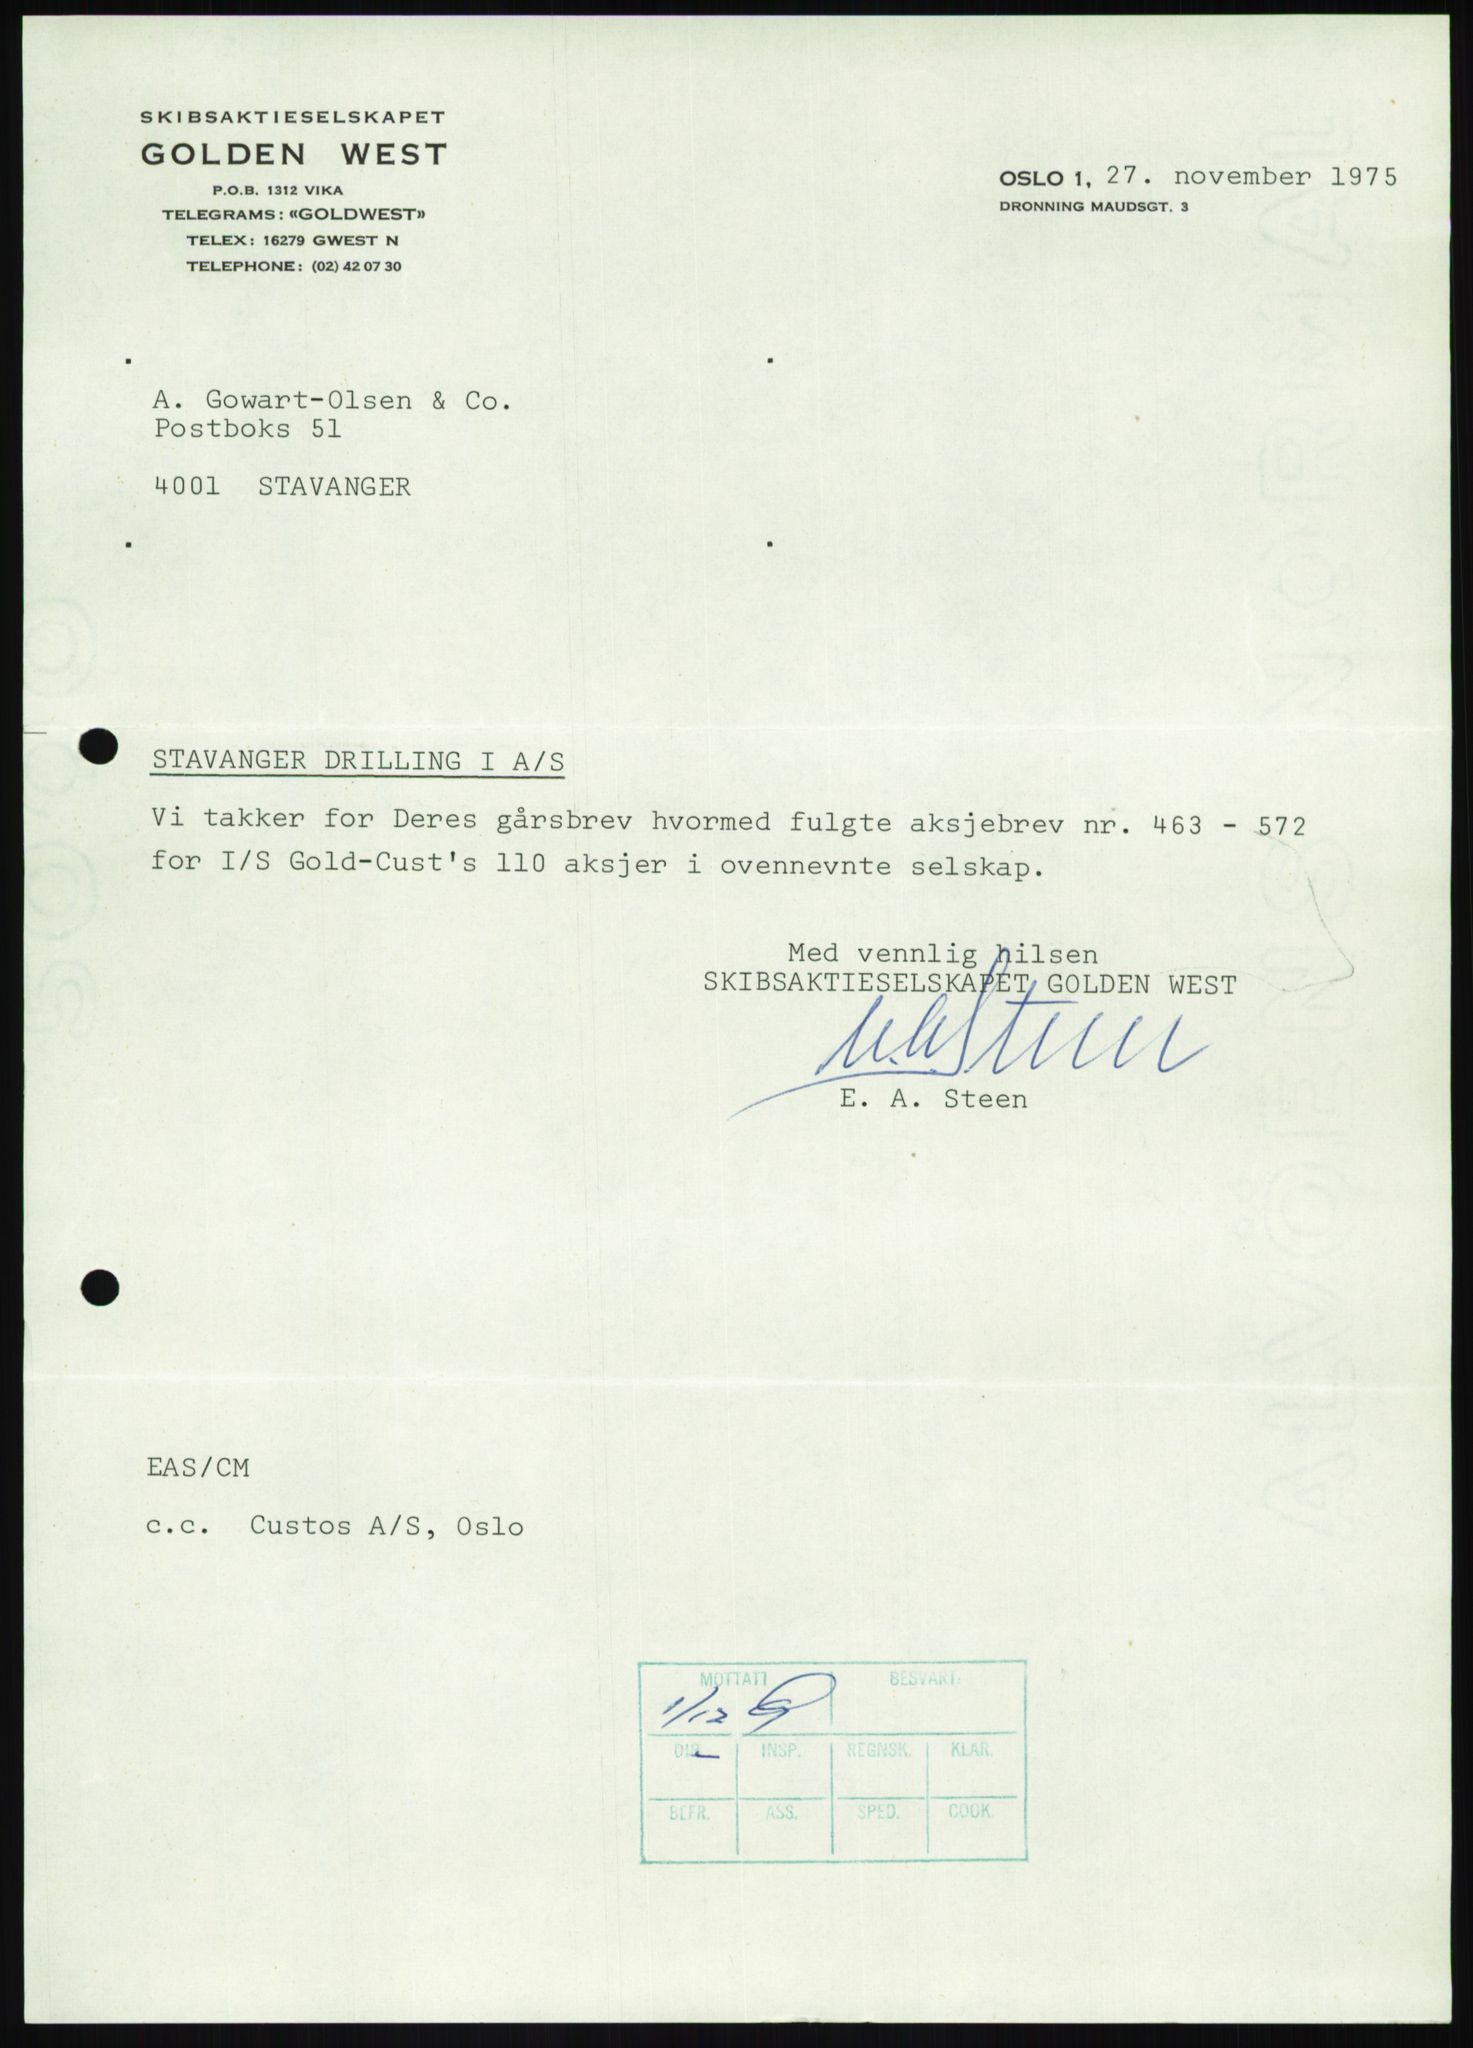 SKIBSAKTIESELSKAPET
GOLDEN WEST
P.O.B. 1312 VIKA
TELEGRAMS: «GOLDWEST»
TELEX: 16279 GWEST N
TELEPHONE: (02) 42 07 30
OSLO 1, 27. november 1975
DRONNING MAUDSGT. 3
A. Gowart-Olsen & Co.
Postboks 51
4001 STAVANGER
STAVANGER DRILLING I A/S
Vi takker for Deres gårsbrev hvormed fulgte aksjebrev nr. 463 - 572
for I/S Gold-Cust's 110 aksjer i ovennevnte selskap.
Med vennlig hilsen
SKIBSAKTIESELSKAPET GOLDEN WEST
E. A. Steen
EAS/CM
c.c. Custos A/S, Oslo
MOTTATT BESVART:
1/12
DIR. INSP. REGNSK. KLAR.
BEFR. ASS. SPED. COOK.